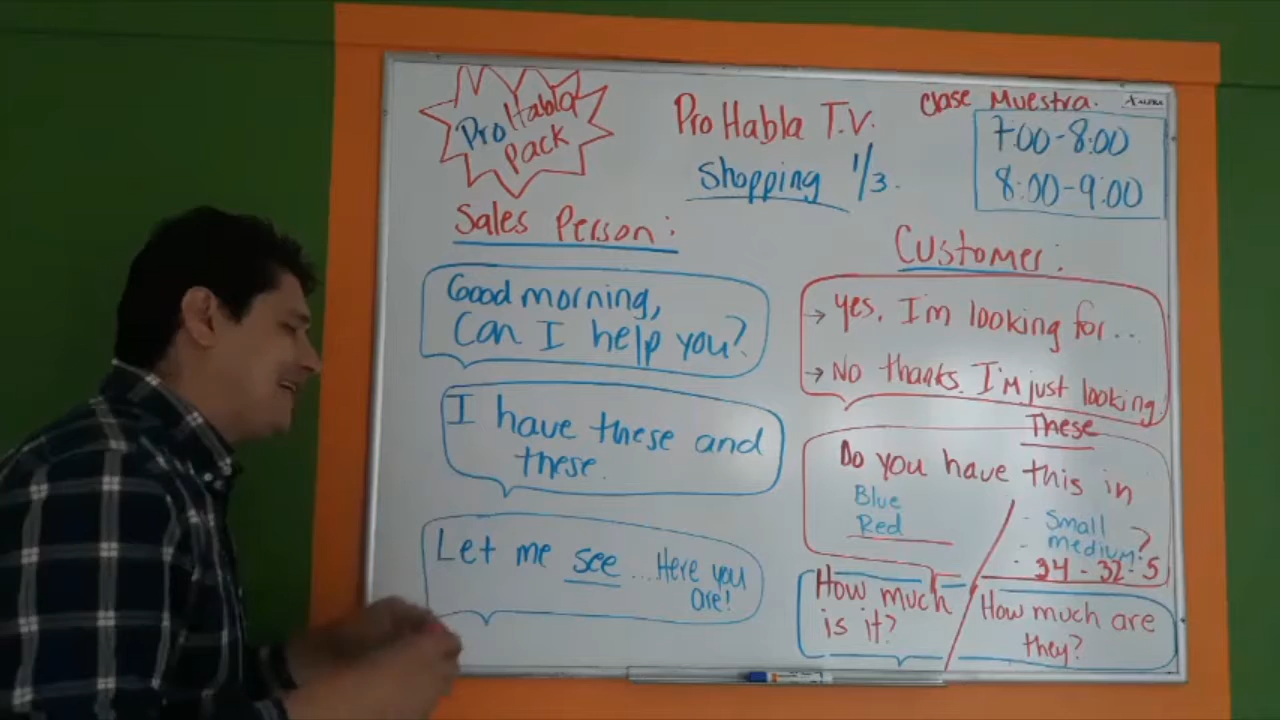 Pro Habla
Pack
Pro Habla T.V.
Shopping 1/3.
Clase Muestra.
7:00-8:00
8:00-9:00
Sales Person:
Good morning,
Can I help you?
I have these and
these.
Let me see ... Here you
are!
Customer:
→ Yes, I'm looking for...
→ No thanks. I'm just looking
These
Do you have this in
Blue
Red
- Small
- medium?
- 34 - 32 - 5
How much
is it?
How much are
they?